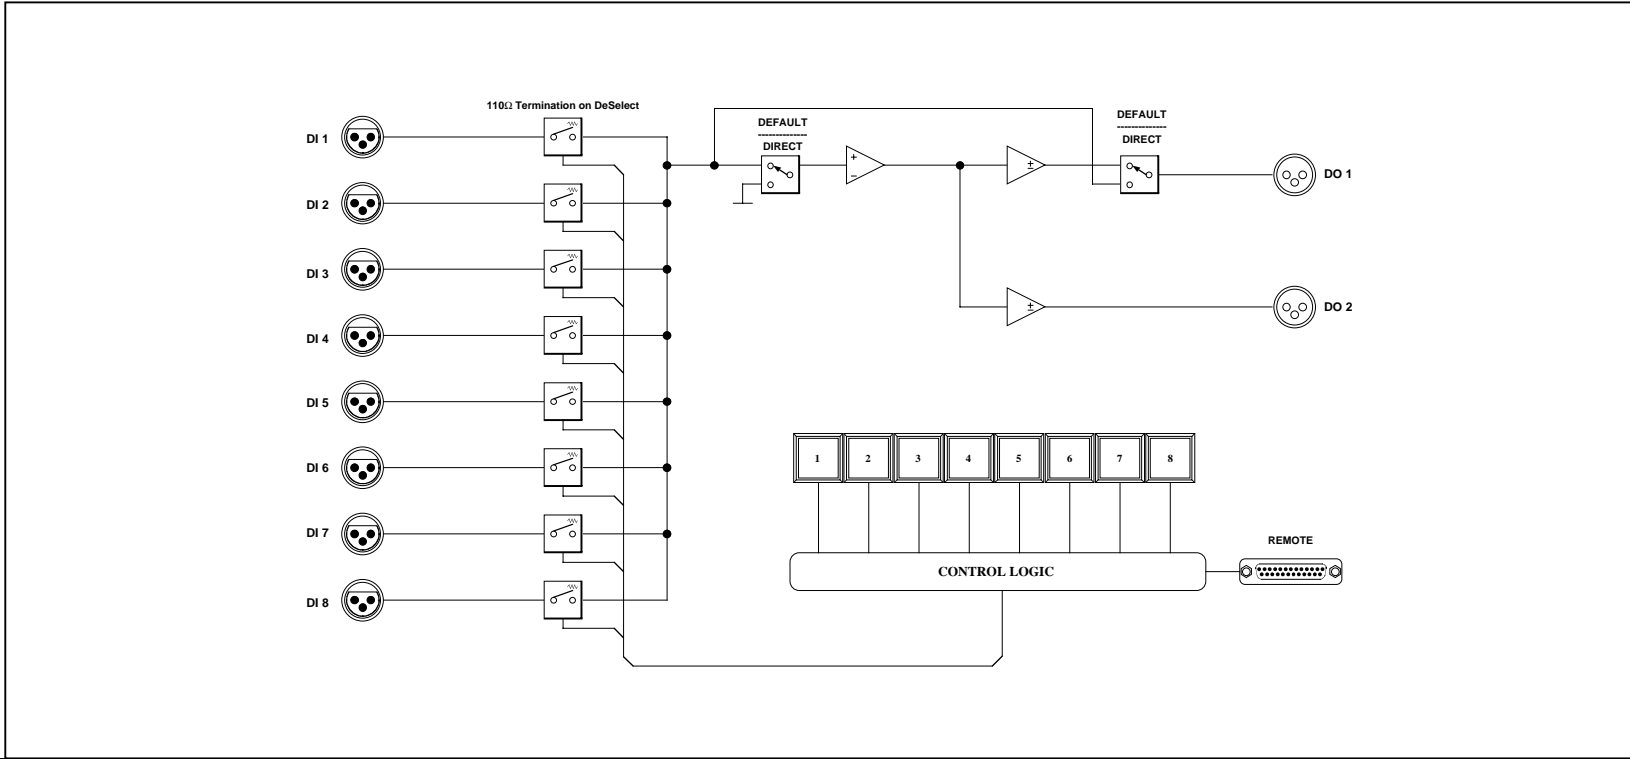 110Ω Termination on DeSelect
DI 1
DI 2
DI 3
DI 4
DI 5
DI 6
DI 7
DI 8
DEFAULT
--------------
DIRECT
+
−
±
DEFAULT
--------------
DIRECT
DO 1
±
DO 2
1 2 3 4 5 6 7 8
CONTROL LOGIC
REMOTE